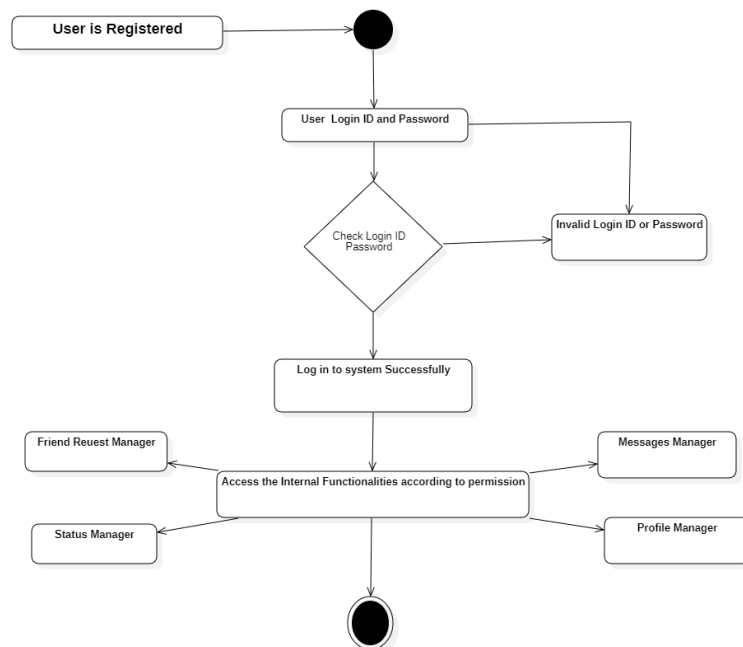 User is Registered
User Login ID and Password
Invalid Login ID or Password
Check Login ID
Password
Log in to system Successfully
Friend Reuest Manager
Messages Manager
Access the Internal Functionalities according to permission
Status Manager
Profile Manager